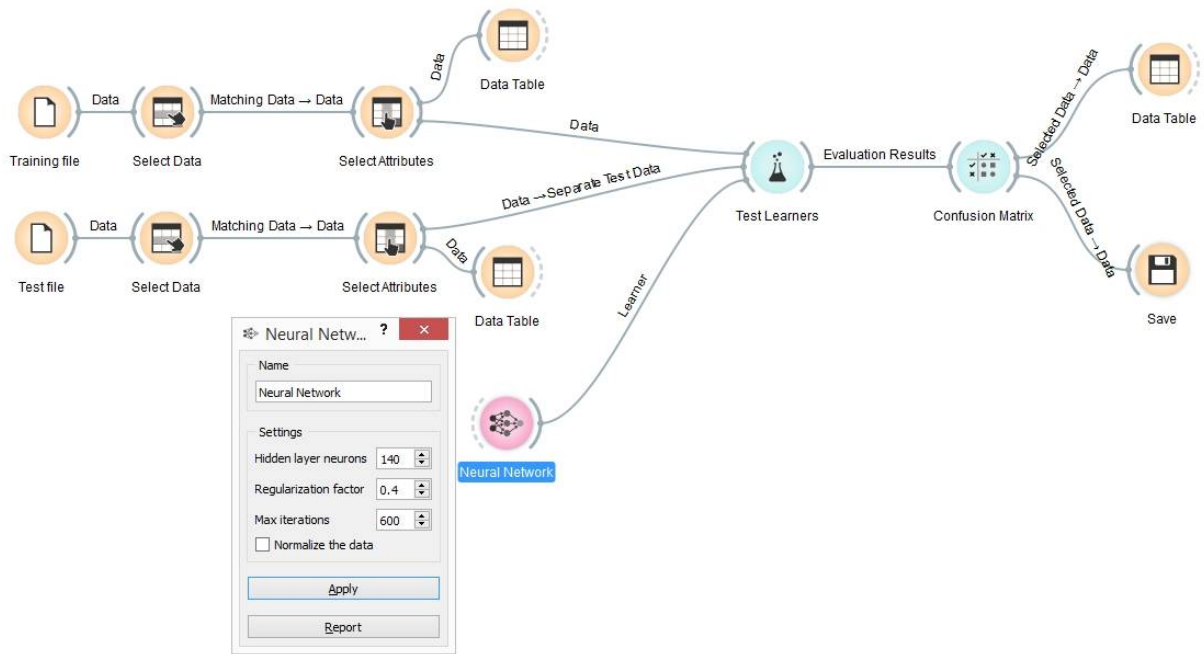 Data Table
Data
Training file
Data
Select Data
Matching Data → Data
Select Attributes
Data
Test file
Data
Select Data
Matching Data → Data
Select Attributes
Data → Separate Test Data
Data
Data Table
Learner
Test Learners
Evaluation Results
Confusion Matrix
Selected Data → Data
Data Table
Selected Data → Data
Save
Neural Netw... ?
Name
Neural Network
Settings
Hidden layer neurons 140
Regularization factor 0.4
Max iterations 600
Normalize the data
Apply
Report
Neural Network